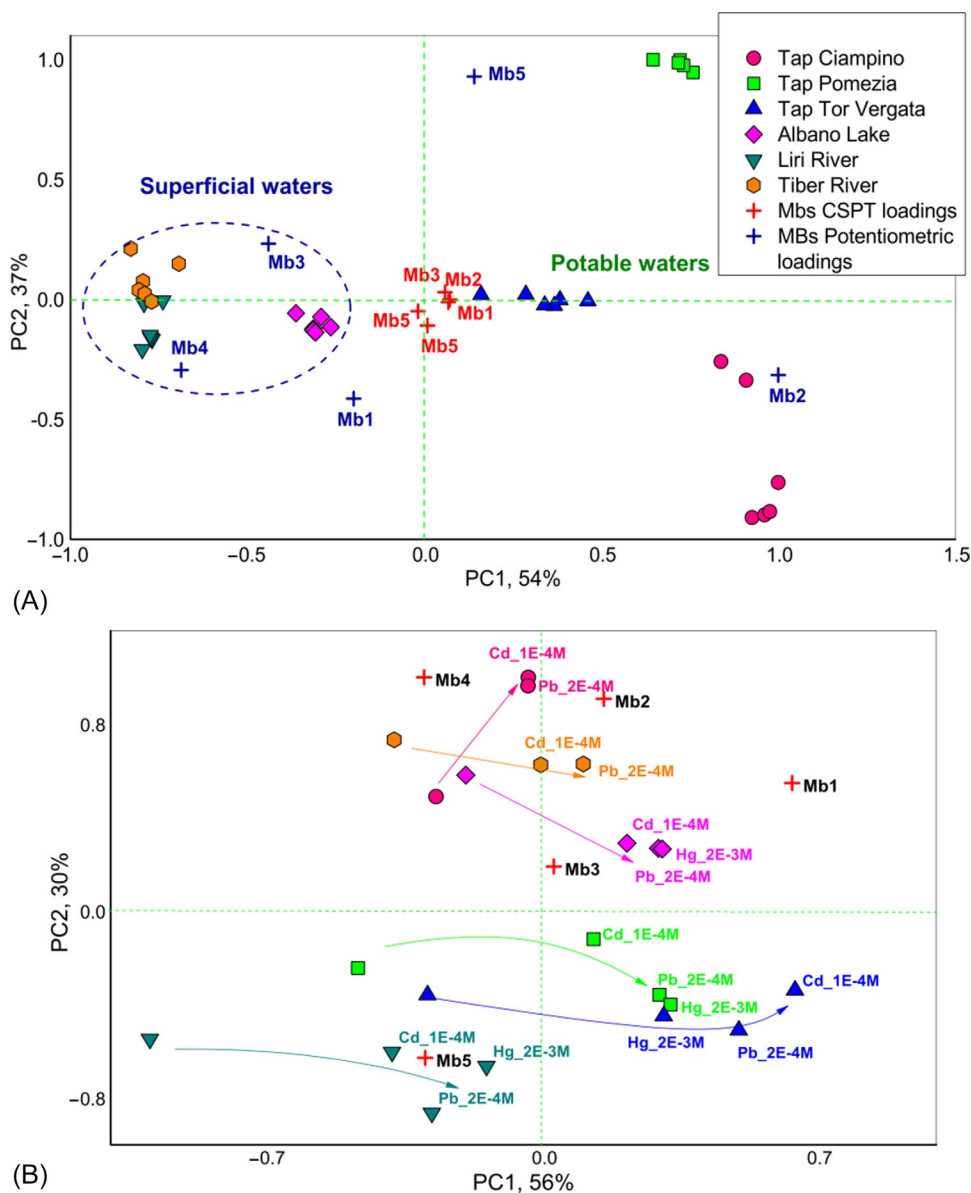 Tap Ciampino
Tap Pomezia
Tap Tor Vergata
Albano Lake
Liri River
Tiber River
Mbs CSPT loadings
MBs Potentiometric
loadings
1.0
0.5
0.0
-0.5
-1.0
PC2, 37%
Mb5
Superficial waters
Mb3
Mb4
Mb1
Mb3
Mb2
Mb1
Mb5
Mb5
Potable waters
Mb2
-1.0
-0.5
0.0
0.5
1.0
1.5
PC1, 54%
(A)
0.8
0.0
-0.8
PC2, 30%
Cd_1E-4M
Mb4
Pb_2E-4M
Mb2
Cd_1E-4M
Pb_2E-4M
Mb1
Cd_1E-4M
Hg_2E-3M
Mb3
Pb_2E-4M
Cd_1E-4M
Pb_2E-4M
Cd_1E-4M
Hg_2E-3M
Hg_2E-3M
Pb_2E-4M
Cd_1E-4M
Hg_2E-3M
Mb5
Pb_2E-4M
-0.7
0.0
0.7
PC1, 56%
(B)